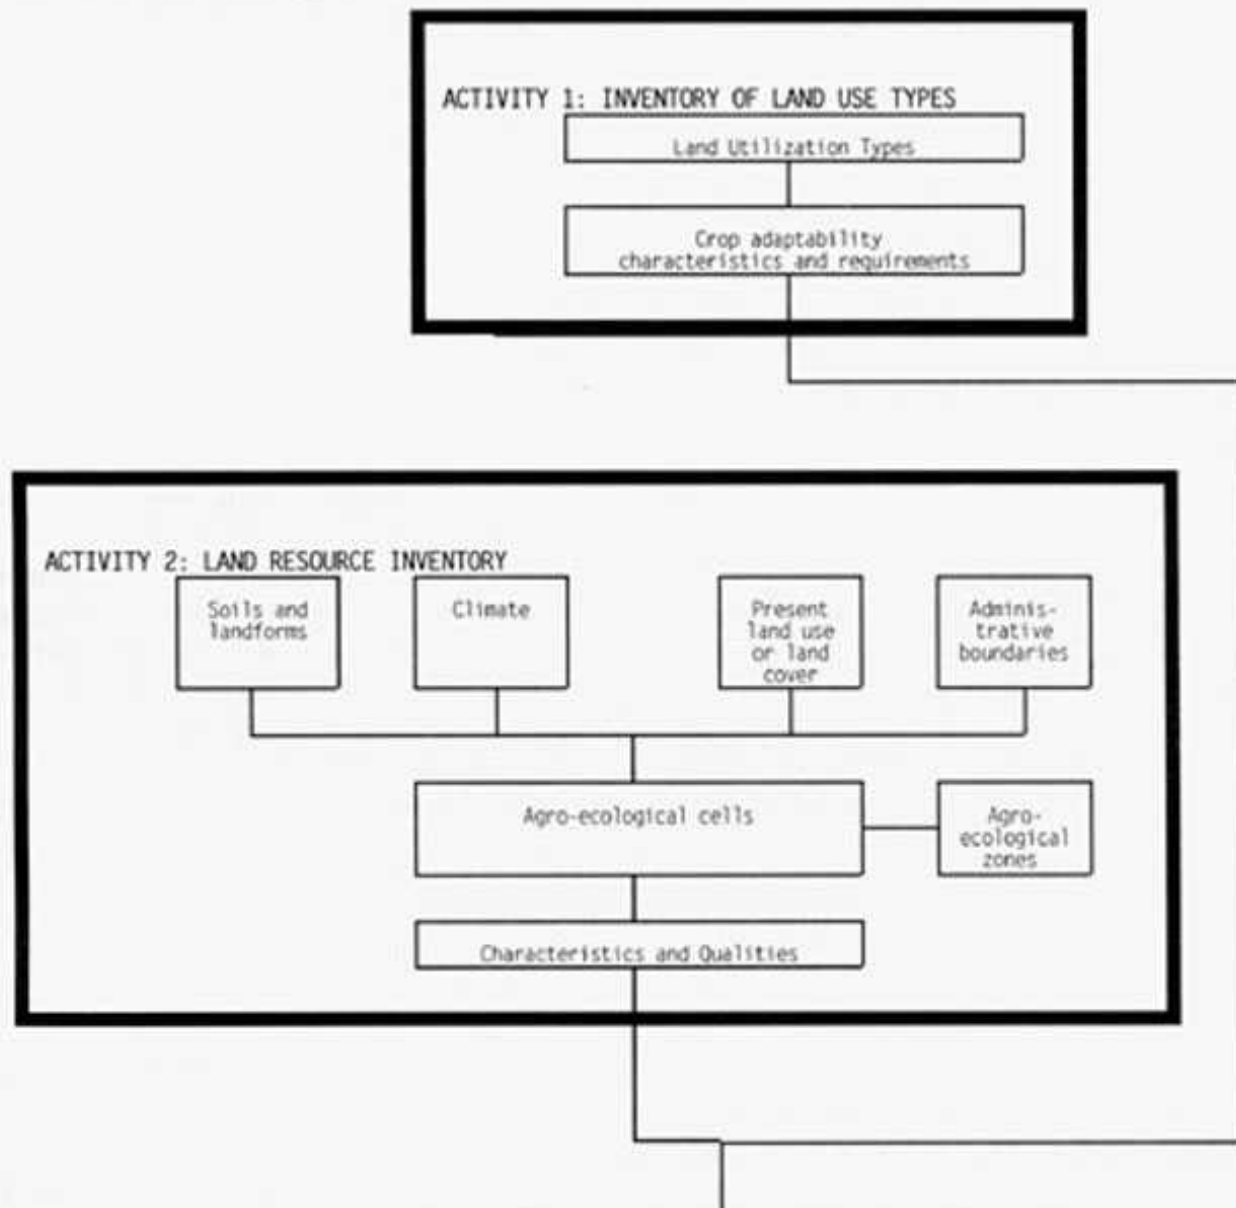 ACTIVITY 1: INVENTORY OF LAND USE TYPES
Land Utilization Types
Crop adaptability
characteristics and requirements
ACTIVITY 2: LAND RESOURCE INVENTORY
Soils and
landforms
Climate
Present
land use
or land
cover
Adminis-
trative
boundaries
Agro-ecological cells
Agro-
ecological
zones
Characteristics and Qualities